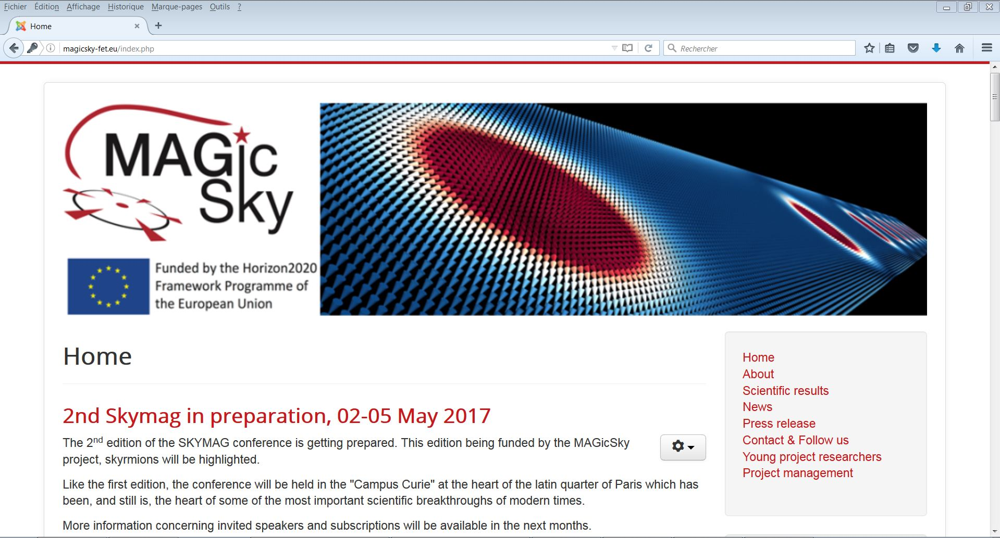 Fichier Édition Affichage Historique Marque-pages Outils ?
Home
magicsky-fet.eu/index.php
Rechercher
MAGic
Sky
Funded by the Horizon2020
Framework Programme of
the European Union
Home
2nd Skymag in preparation, 02-05 May 2017
The 2nd edition of the SKYMAG conference is getting prepared. This edition being funded by the MAGicSky
project, skyrmions will be highlighted.
Like the first edition, the conference will be held in the "Campus Curie" at the heart of the latin quarter of Paris which has
been, and still is, the heart of some of the most important scientific breakthroughs of modern times.
More information concerning invited speakers and subscriptions will be available in the next months.
Home
About
Scientific results
News
Press release
Contact & Follow us
Young project researchers
Project management